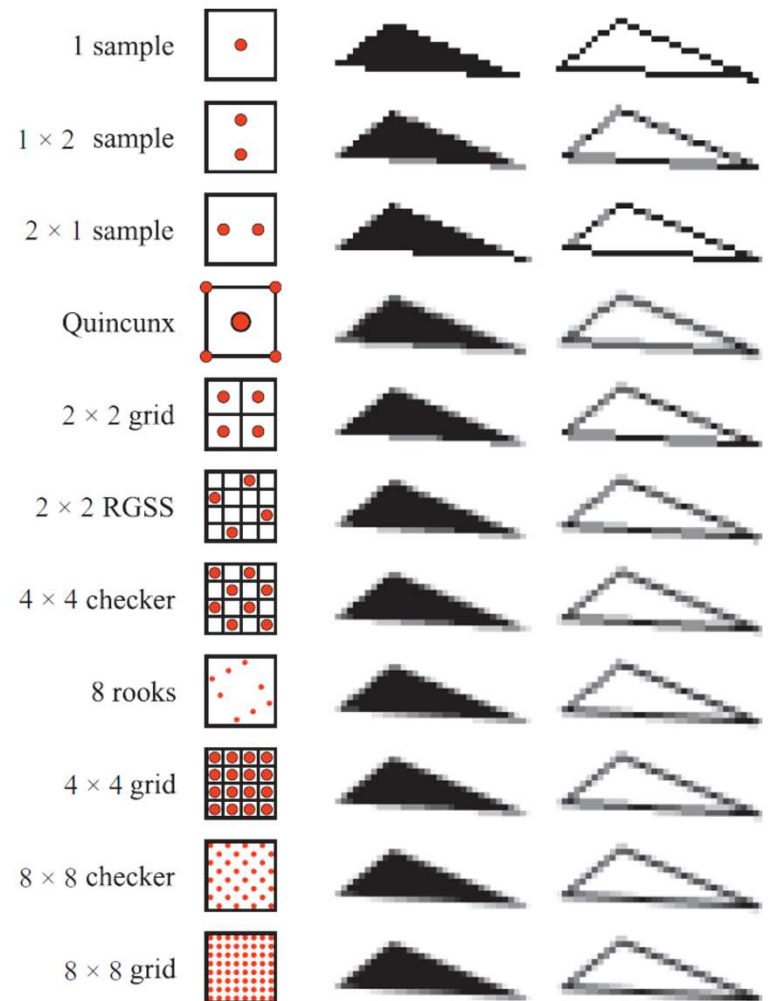 1 sample
1 × 2 sample
2 × 1 sample
Quincunx
2 × 2 grid
2 × 2 RGSS
4 × 4 checker
8 rooks
4 × 4 grid
8 × 8 checker
8 × 8 grid